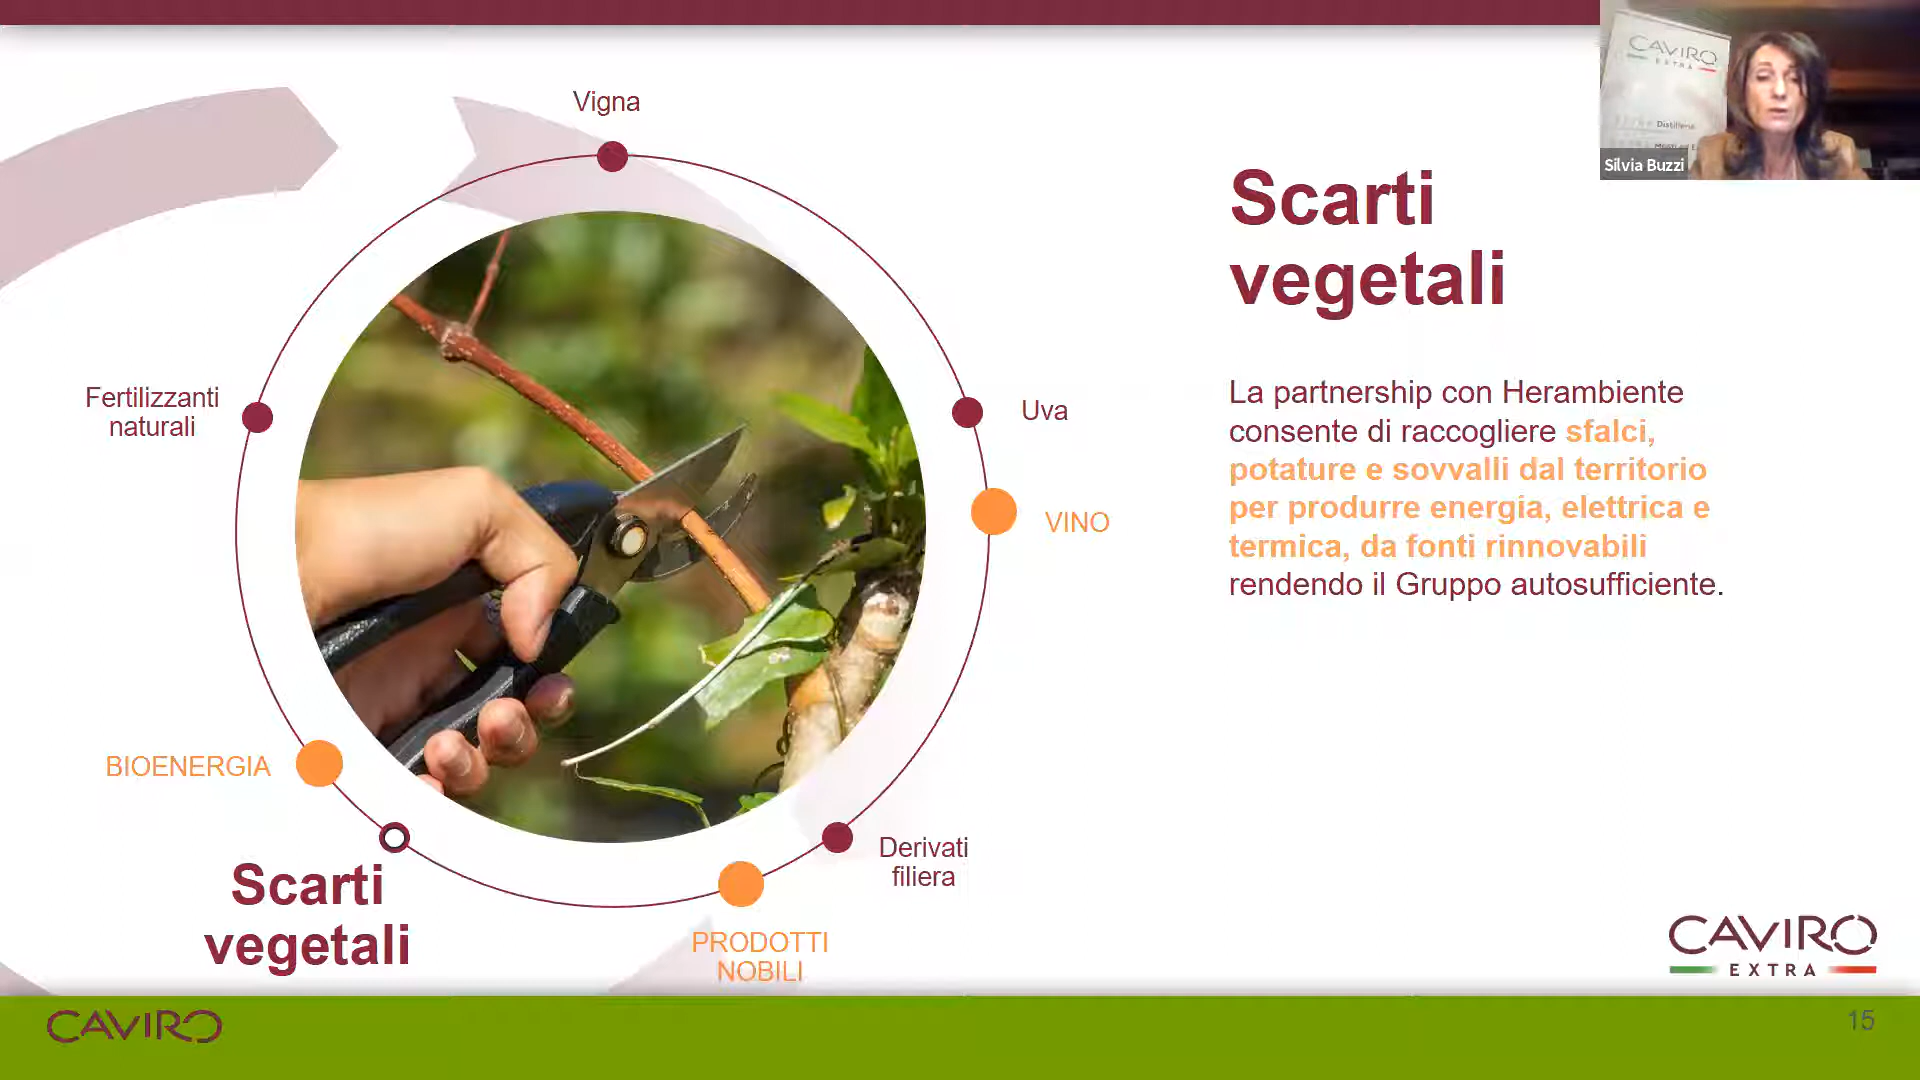 CAVIRO
EXTRA
Distilleria
Silvia Buzzi
Vigna
Scarti
vegetali
Fertilizzanti
naturali
Uva
La partnership con Herambiente
consente di raccogliere sfalci,
potature e sovvalli dal territorio
per produrre energia, elettrica e
termica, da fonti rinnovabili
rendendo il Gruppo autosufficiente.
VINO
BIOENERGIA
Derivati
filiera
Scarti
vegetali
PRODOTTI
NOBILI
CAVIRO
EXTRA
CAVIRO
15